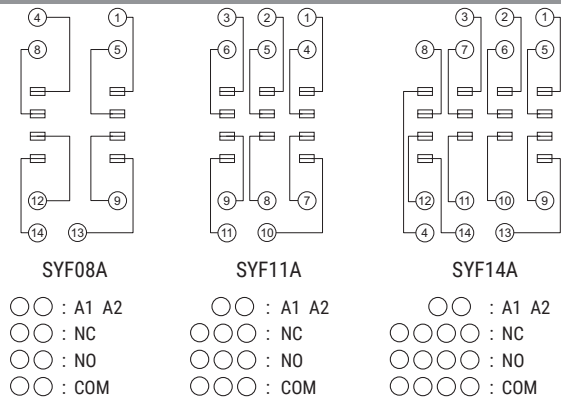 4 1 3 2 1 3 2 1
8 5 6 5 4 8 7 6 5
12 9 9 8 7 12 11 10 9
14 13 11 10 4 14 13
SYF08A SYF11A SYF14A
: A1 A2 : A1 A2 : A1 A2
: NC : NC : NC
: NO : NO : NO
: COM : COM : COM